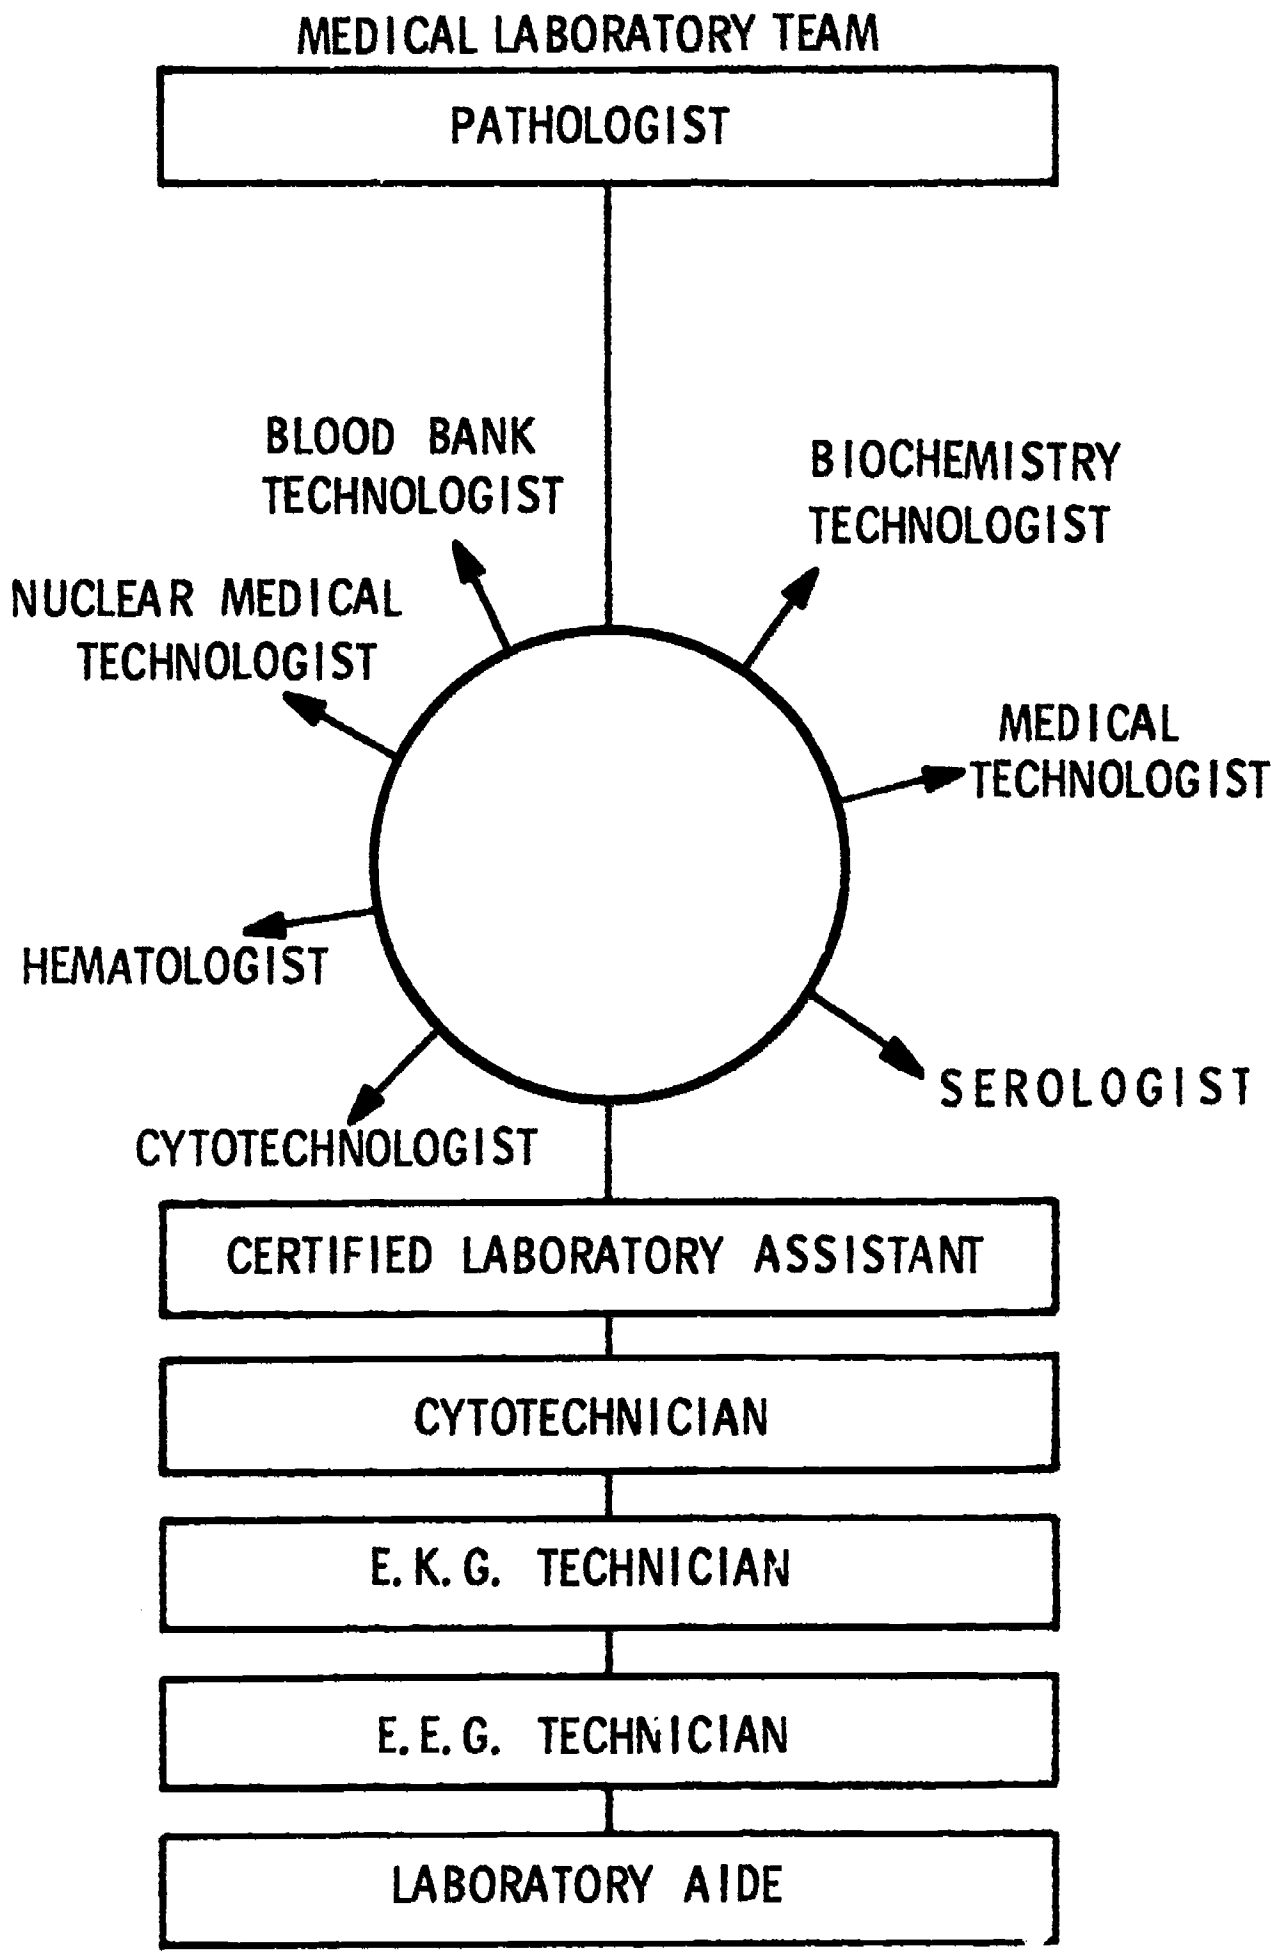 MEDICAL LABORATORY TEAM
PATHOLOGIST
BLOOD BANK
TECHNOLOGIST
BIOCHEMISTRY
TECHNOLOGIST
NUCLEAR MEDICAL
TECHNOLOGIST
MEDICAL
TECHNOLOGIST
HEMATOLOGIST
SEROLOGIST
CYTOTECHNOLOGIST
CERTIFIED LABORATORY ASSISTANT
CYTOTECHNICIAN
E.K.G. TECHNICIAN
E.E.G. TECHNICIAN
LABORATORY AIDE